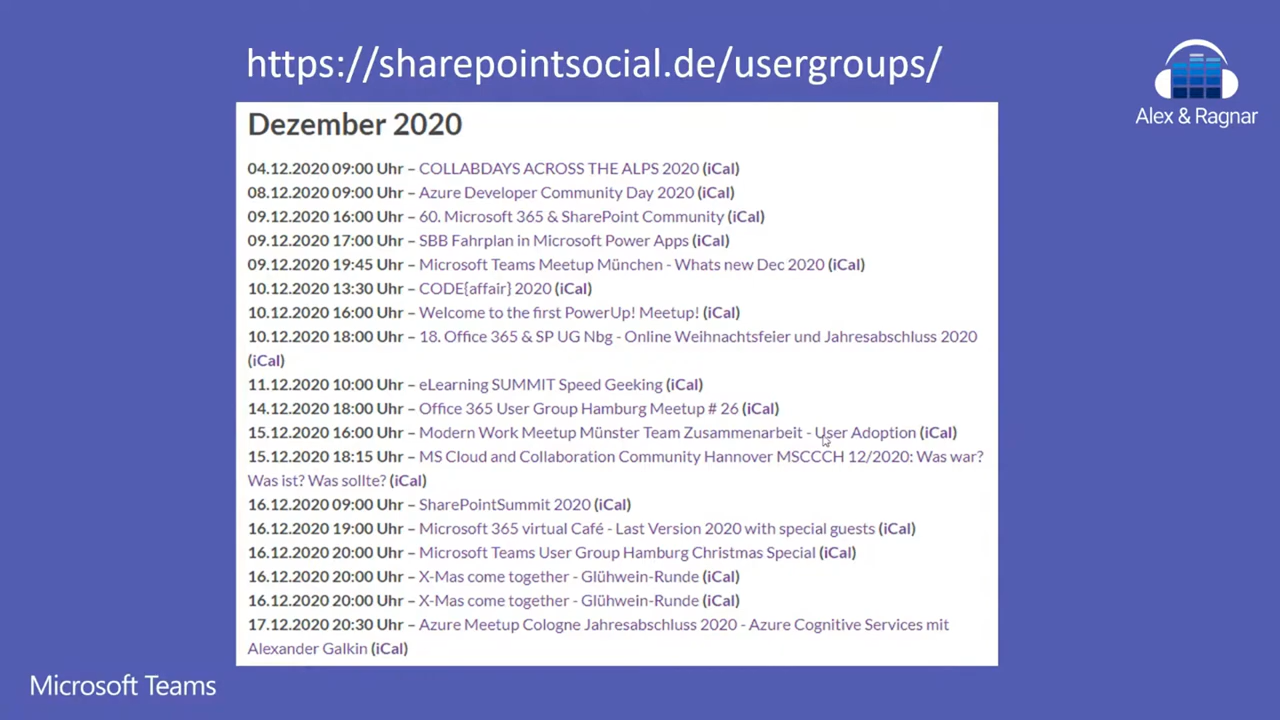 https://sharepointsocial.de/usergroups/
Alex & Ragnar
Dezember 2020
04.12.2020 09:00 Uhr – COLLABDAYS ACROSS THE ALPS 2020 (iCal)
08.12.2020 09:00 Uhr – Azure Developer Community Day 2020 (iCal)
09.12.2020 16:00 Uhr – 60. Microsoft 365 & SharePoint Community (iCal)
09.12.2020 17:00 Uhr – SBB Fahrplan in Microsoft Power Apps (iCal)
09.12.2020 19:45 Uhr – Microsoft Teams Meetup München - Whats new Dec 2020 (iCal)
10.12.2020 13:30 Uhr – CODE{affair} 2020 (iCal)
10.12.2020 16:00 Uhr – Welcome to the first PowerUp! Meetup! (iCal)
10.12.2020 18:00 Uhr – 18. Office 365 & SP UG Nbg - Online Weihnachtsfeier und Jahresabschluss 2020
(iCal)
11.12.2020 10:00 Uhr – eLearning SUMMIT Speed Geeking (iCal)
14.12.2020 18:00 Uhr – Office 365 User Group Hamburg Meetup # 26 (iCal)
15.12.2020 16:00 Uhr – Modern Work Meetup Münster Team Zusammenarbeit - User Adoption (iCal)
15.12.2020 18:15 Uhr – MS Cloud and Collaboration Community Hannover MSCCCH 12/2020: Was war?
Was ist? Was sollte? (iCal)
16.12.2020 09:00 Uhr – SharePointSummit 2020 (iCal)
16.12.2020 19:00 Uhr – Microsoft 365 virtual Café - Last Version 2020 with special guests (iCal)
16.12.2020 20:00 Uhr – Microsoft Teams User Group Hamburg Christmas Special (iCal)
16.12.2020 20:00 Uhr – X-Mas come together - Glühwein-Runde (iCal)
16.12.2020 20:00 Uhr – X-Mas come together - Glühwein-Runde (iCal)
17.12.2020 20:30 Uhr – Azure Meetup Cologne Jahresabschluss 2020 - Azure Cognitive Services mit
Alexander Galkin (iCal)
Microsoft Teams